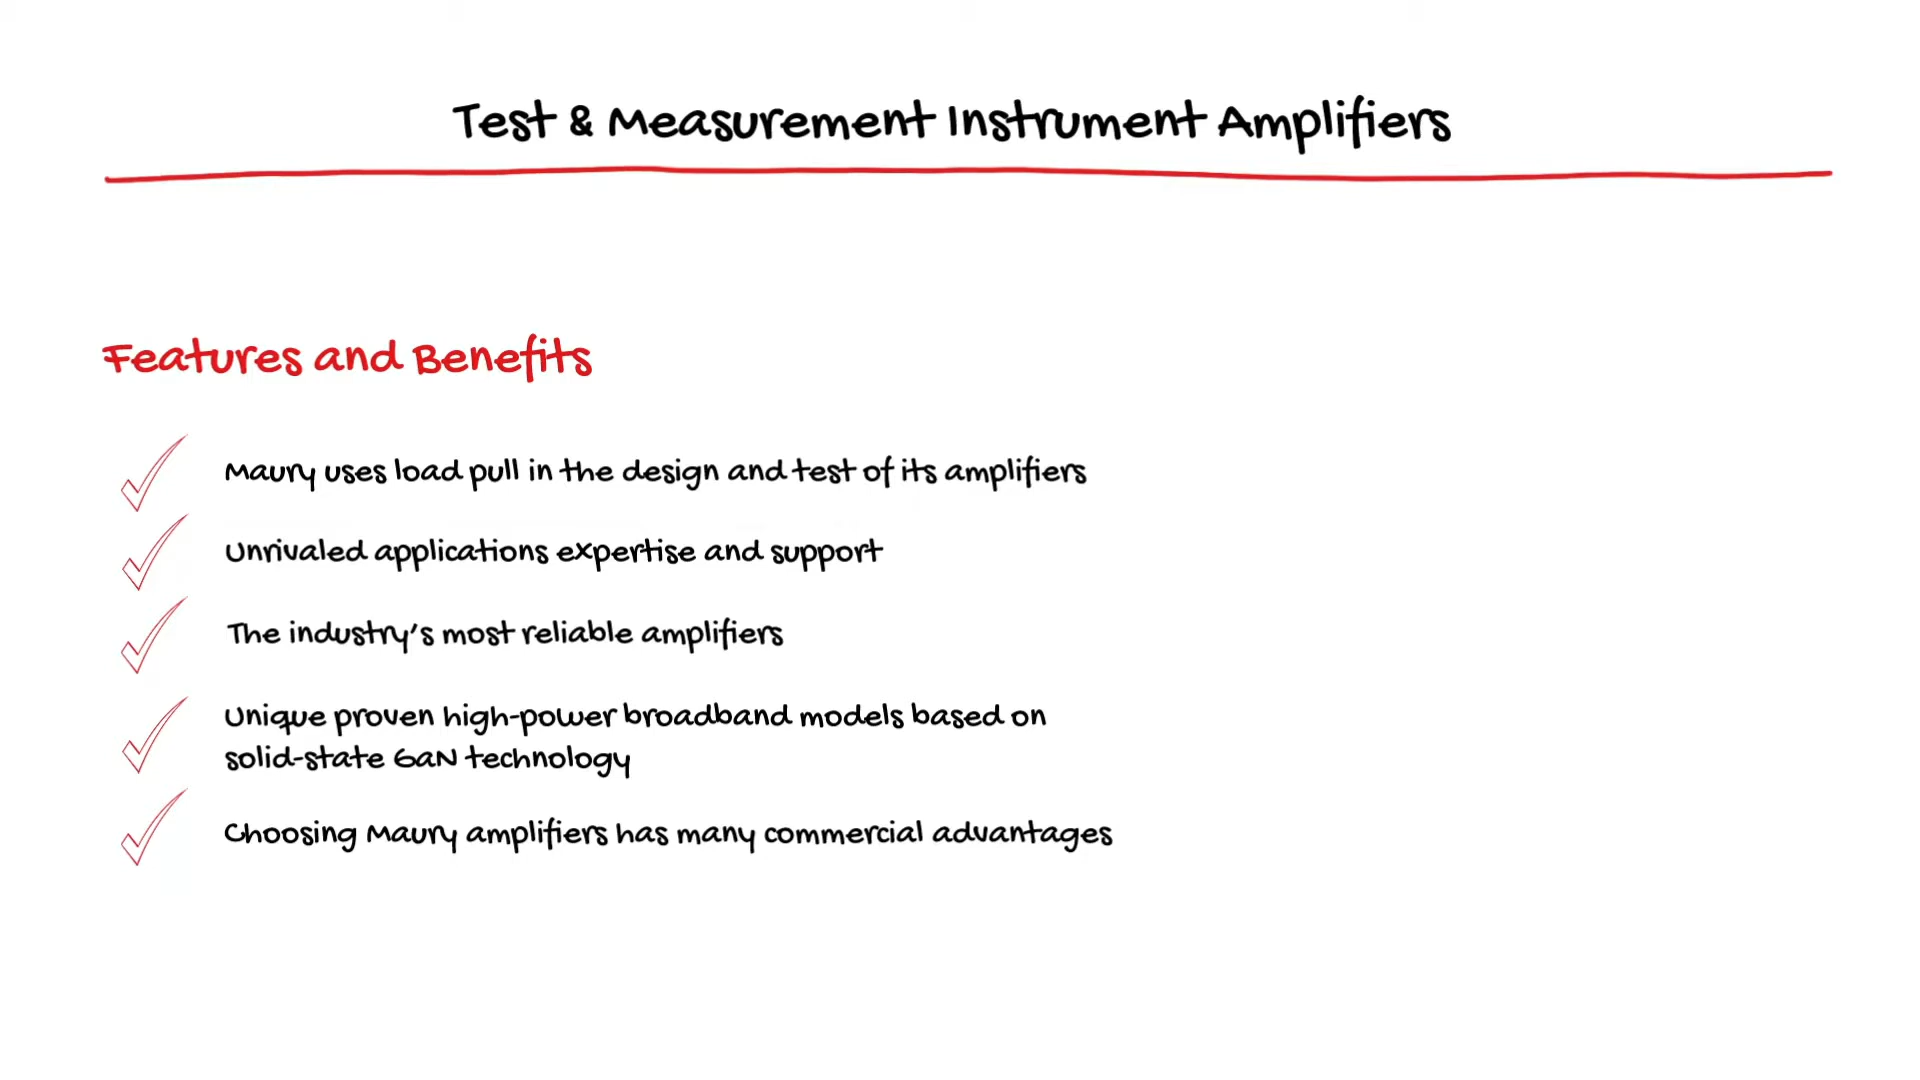 Test & Measurement Instrument Amplifiers
Features and Benefits
Maury uses load pull in the design and test of its amplifiers
Unrivaled applications expertise and support
The industry's most reliable amplifiers
Unique proven high-power broadband models based on
solid-state GaN technology
Choosing Maury amplifiers has many commercial advantages